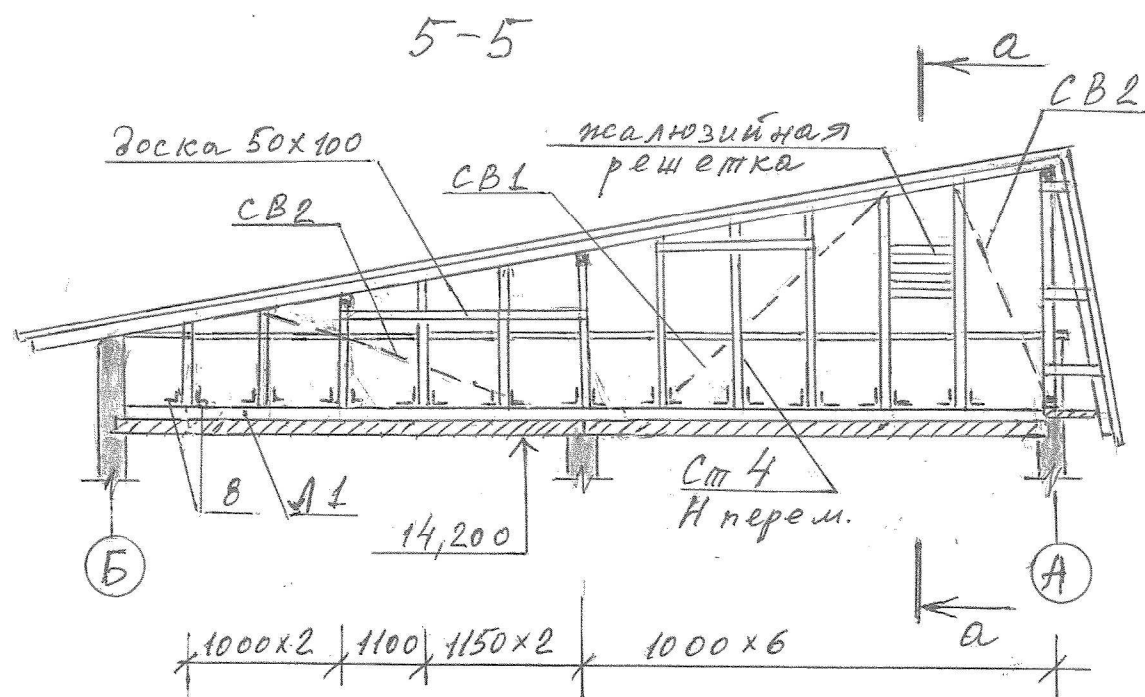 5-5
a
СВ2
доска 50х100
жалюзийная
решетка
СВ1
СВ2
8
Л1
14,200
Ст 4
Н перем.
Б
А
a
1000х2
1100
1150х2
1000х6